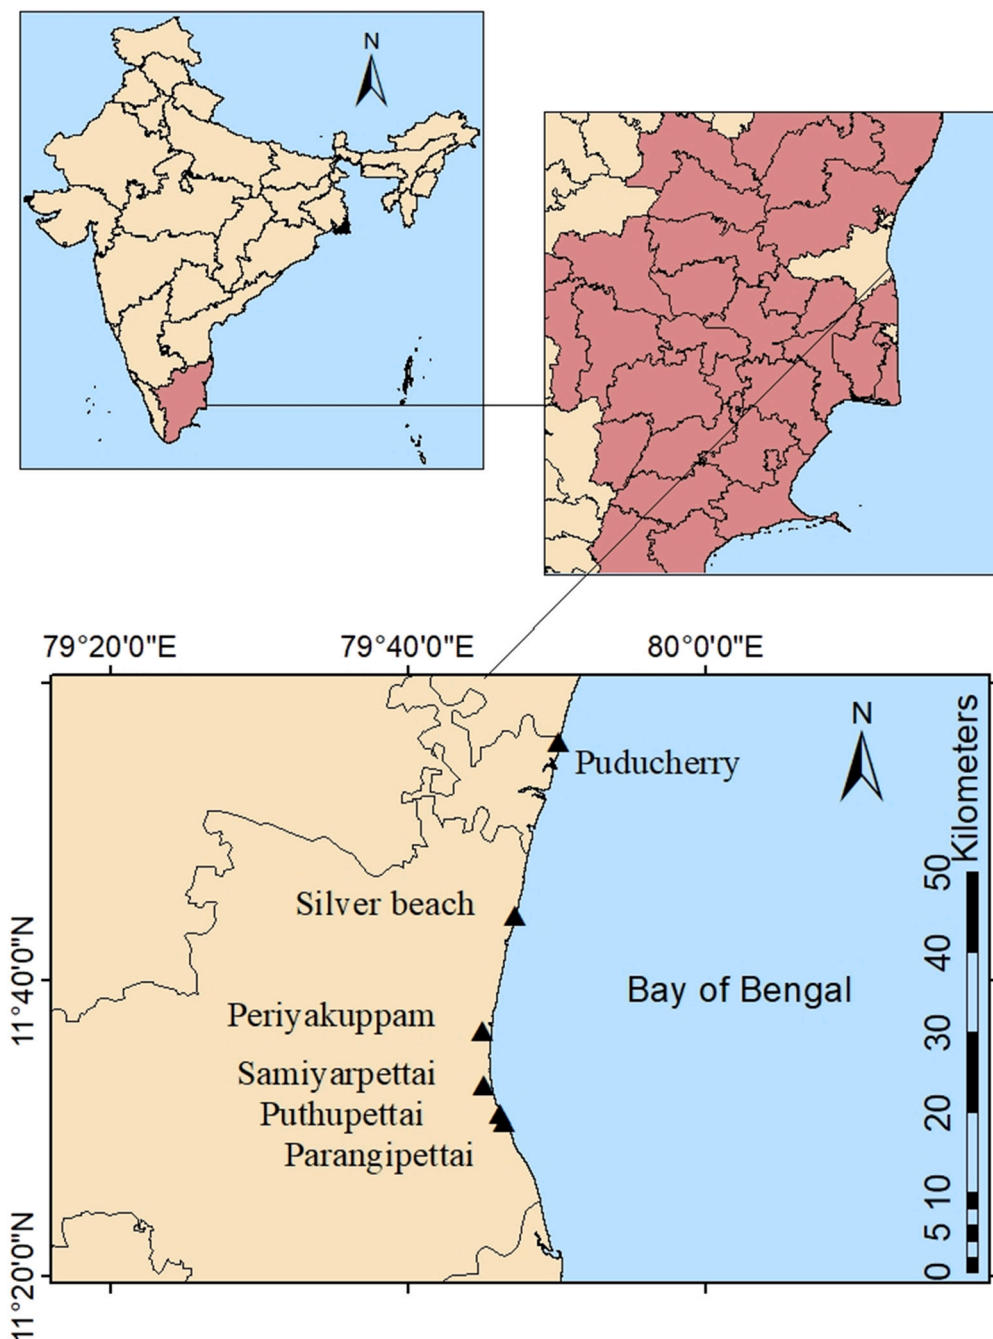 N
79°20'0"E 79°40'0"E 80°0'0"E
N
Puducherry
Kilometers
Silver beach
11°40'0"N
Bay of Bengal
Periyakuppam
Samiyarpettai
Puthupettai
Parangipettai
11°20'0"N
0 5 10 20 30 40 50